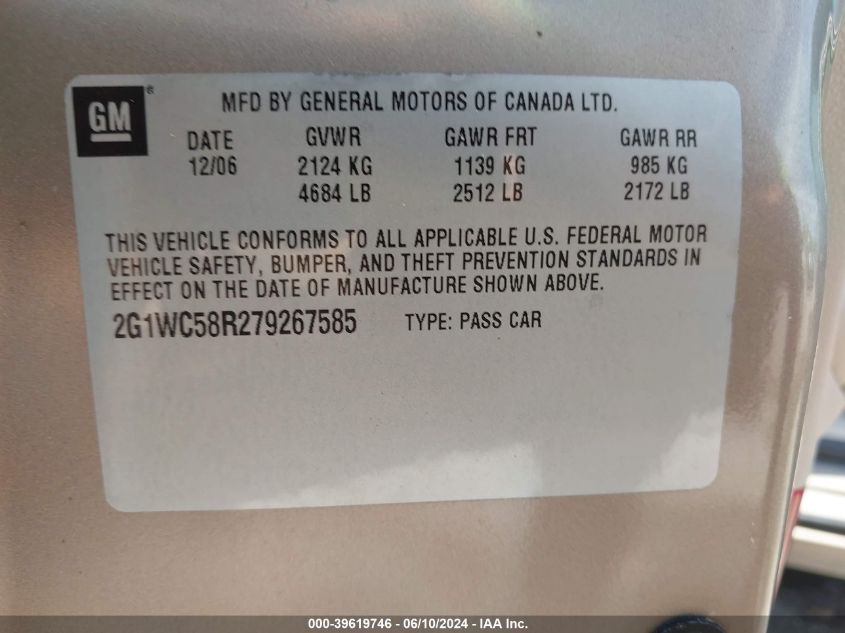 GM®
MFD BY GENERAL MOTORS OF CANADA LTD.
DATE GVWR GAWR FRT GAWR RR
12/06 2124 KG 1139 KG 985 KG
4684 LB 2512 LB 2172 LB
THIS VEHICLE CONFORMS TO ALL APPLICABLE U.S. FEDERAL MOTOR
VEHICLE SAFETY, BUMPER, AND THEFT PREVENTION STANDARDS IN
EFFECT ON THE DATE OF MANUFACTURE SHOWN ABOVE.
2G1WC58R279267585 TYPE: PASS CAR
000-39619746 - 06/10/2024 - IAA Inc.